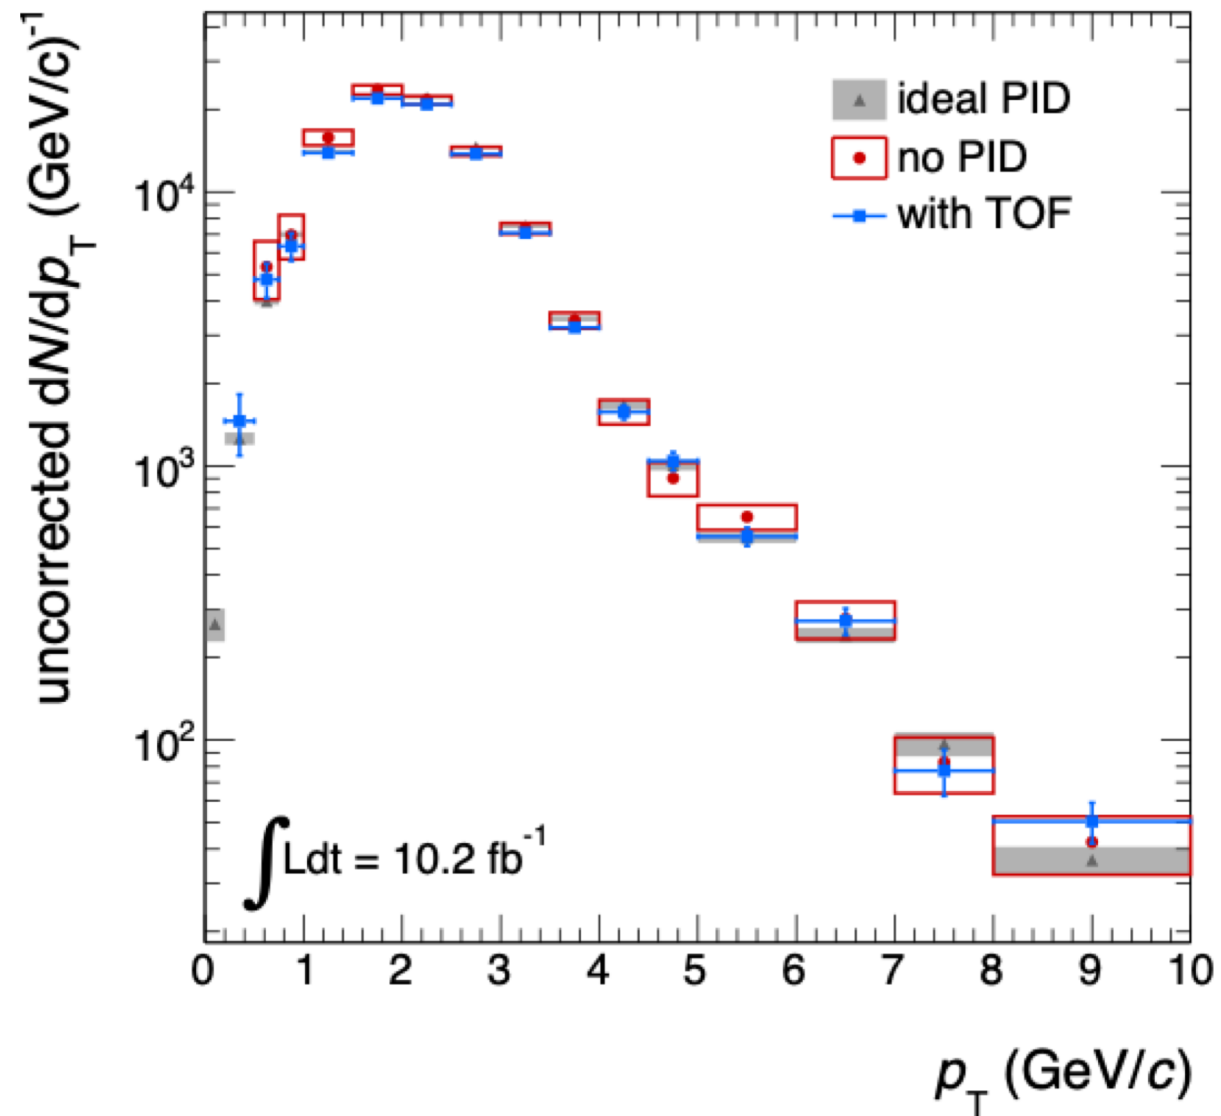 uncorrected dN/dp_T (GeV/c)^-1
10^4
10^3
10^2
ideal PID
no PID
with TOF
∫Ldt = 10.2 fb^-1
0 1 2 3 4 5 6 7 8 9 10
p_T (GeV/c)